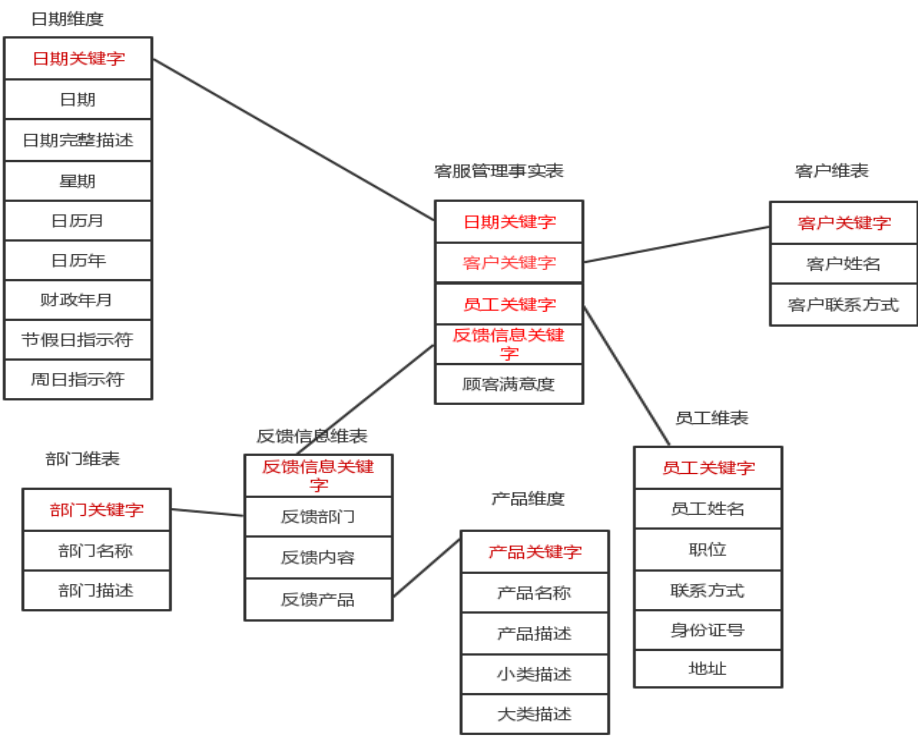 日期维度
日期关键字
日期
日期完整描述
星期
日历月
日历年
财政年月
节假日指示符
周日指示符
客服管理事实表
日期关键字
客户关键字
员工关键字
反馈信息关键
字
顾客满意度
客户维表
客户关键字
客户姓名
客户联系方式
部门维表
部门关键字
部门名称
部门描述
反馈信息维表
反馈信息关键
字
反馈部门
反馈内容
反馈产品
产品维度
产品关键字
产品名称
产品描述
小类描述
大类描述
员工维表
员工关键字
员工姓名
职位
联系方式
身份证号
地址